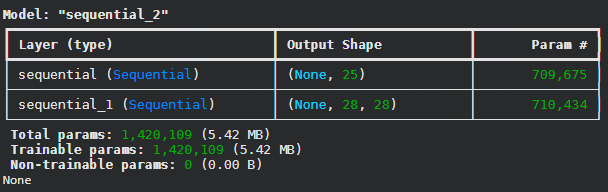 Model: "sequential_2"
Layer (type) Output Shape Param #
sequential (Sequential) (None, 25) 709,675
sequential_1 (Sequential) (None, 28, 28) 710,434
Total params: 1,420,109 (5.42 MB)
Trainable params: 1,420,109 (5.42 MB)
Non-trainable params: 0 (0.00 B)
None